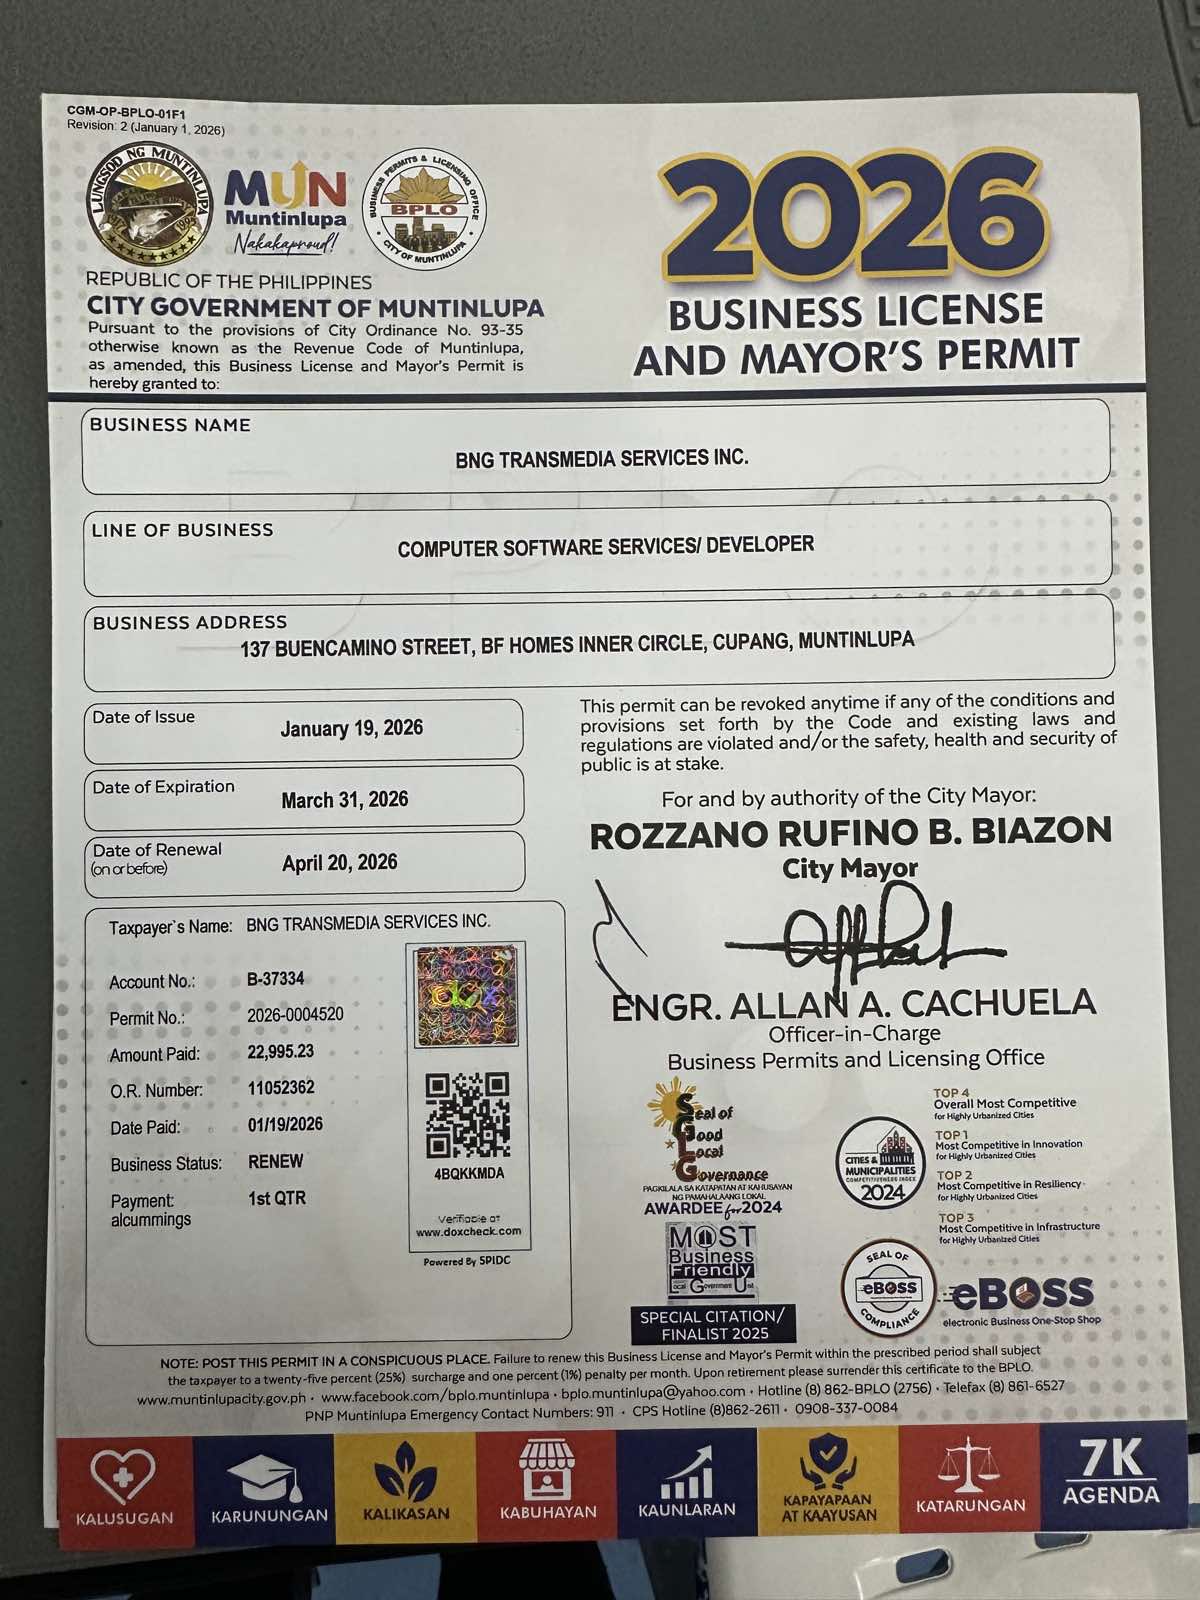 CGM-OP-BPLO-01F1
Revision: 2 (January 1, 2026)
LUNGSOD NG MUNTINLUPA
1995
MUN
Muntinlupa
Nakakaproud!
BUSINESS PERMITS & LICENSING OFFICE
BPLO
CITY OF MUNTINLUPA
2026
BUSINESS LICENSE
AND MAYOR'S PERMIT
REPUBLIC OF THE PHILIPPINES
CITY GOVERNMENT OF MUNTINLUPA
Pursuant to the provisions of City Ordinance No. 93-35
otherwise known as the Revenue Code of Muntinlupa,
as amended, this Business License and Mayor's Permit is
hereby granted to:
BUSINESS NAME
BNG TRANSMEDIA SERVICES INC.
LINE OF BUSINESS
COMPUTER SOFTWARE SERVICES/ DEVELOPER
BUSINESS ADDRESS
137 BUENCAMINO STREET, BF HOMES INNER CIRCLE, CUPANG, MUNTINLUPA
Date of Issue
January 19, 2026
Date of Expiration
March 31, 2026
Date of Renewal
(on or before)
April 20, 2026
This permit can be revoked anytime if any of the conditions and
provisions set forth by the Code and existing laws and
regulations are violated and/or the safety, health and security of
public is at stake.
For and by authority of the City Mayor:
ROZZANO RUFINO B. BIAZON
City Mayor
ENGR. ALLAN A. CACHUELA
Officer-in-Charge
Business Permits and Licensing Office
Taxpayer`s Name: BNG TRANSMEDIA SERVICES INC.
Account No.: B-37334
Permit No.: 2026-0004520
Amount Paid: 22,995.23
O.R. Number: 11052362
Date Paid: 01/19/2026
Business Status: RENEW
Payment: 1st QTR
alcummings
4BQKKMDA
Verifiable at
www.doxcheck.com
Powered By SPIDC
Seal of
Good
Local
Governance
PAGKILALA SA KATAPATAN AT KAHUSAYAN
NG PAMAHALAANG LOKAL
AWARDEE for 2024
MOST
Business
Friendly
Local Government Unit
SPECIAL CITATION/
FINALIST 2025
CITIES &
MUNICIPALITIES
COMPETITIVENESS INDEX
2024
TOP 4
Overall Most Competitive
for Highly Urbanized Cities
TOP 1
Most Competitive in Innovation
for Highly Urbanized Cities
TOP 2
Most Competitive in Resiliency
for Highly Urbanized Cities
TOP 3
Most Competitive in Infrastructure
for Highly Urbanized Cities
SEAL OF
eBOSS
COMPLIANCE
eBOSS
electronic Business One-Stop Shop
NOTE: POST THIS PERMIT IN A CONSPICUOUS PLACE. Failure to renew this Business License and Mayor's Permit within the prescribed period shall subject
the taxpayer to a twenty-five percent (25%) surcharge and one percent (1%) penalty per month. Upon retirement please surrender this certificate to the BPLO.
www.muntinlupacity.gov.ph • www.facebook.com/bplo.muntinlupa • bplo.muntinlupa@yahoo.com • Hotline (8) 862-BPLO (2756) • Telefax (8) 861-6527
PNP Muntinlupa Emergency Contact Numbers: 911 • CPS Hotline (8)862-2611 • 0908-337-0084
KALUSUGAN
KARUNUNGAN
KALIKASAN
KABUHAYAN
KAUNLARAN
KAPAYAPAAN
AT KAAYUSAN
KATARUNGAN
7K
AGENDA